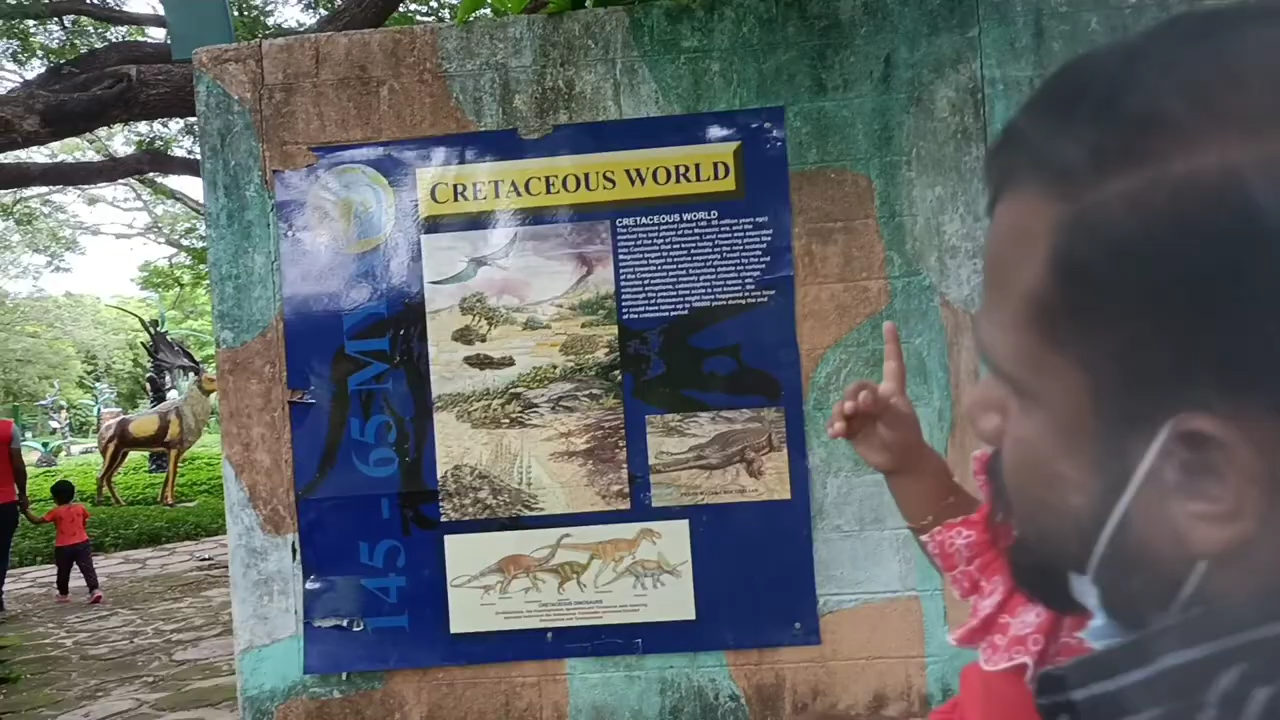 CRETACEOUS WORLD
CRETACEOUS WORLD
The Cretaceous period (about 145 - 65 million years ago)
marked the last phase of the Mesozoic era, and the
climax of the Age of Dinosaurs. Land mass was separated
into Continents that we know today. Flowering plants like
Magnolia began to appear. Animals on the new isolated
continents began to evolve separately. Fossil records
point towards a mass extinction of dinosaurs by the end
of the Cretaceous period. Scientists debate on various
theories of extinction namely global climatic change,
volcanic eruptions, catastrophes from space, etc.
Although the precise time scale is not known, the
extinction of dinosaurs might have happened in one hour
or could have taken up to 100000 years during the end
of the cretaceous period.
145 - 65 M
CRETACEOUS DINOSAURS